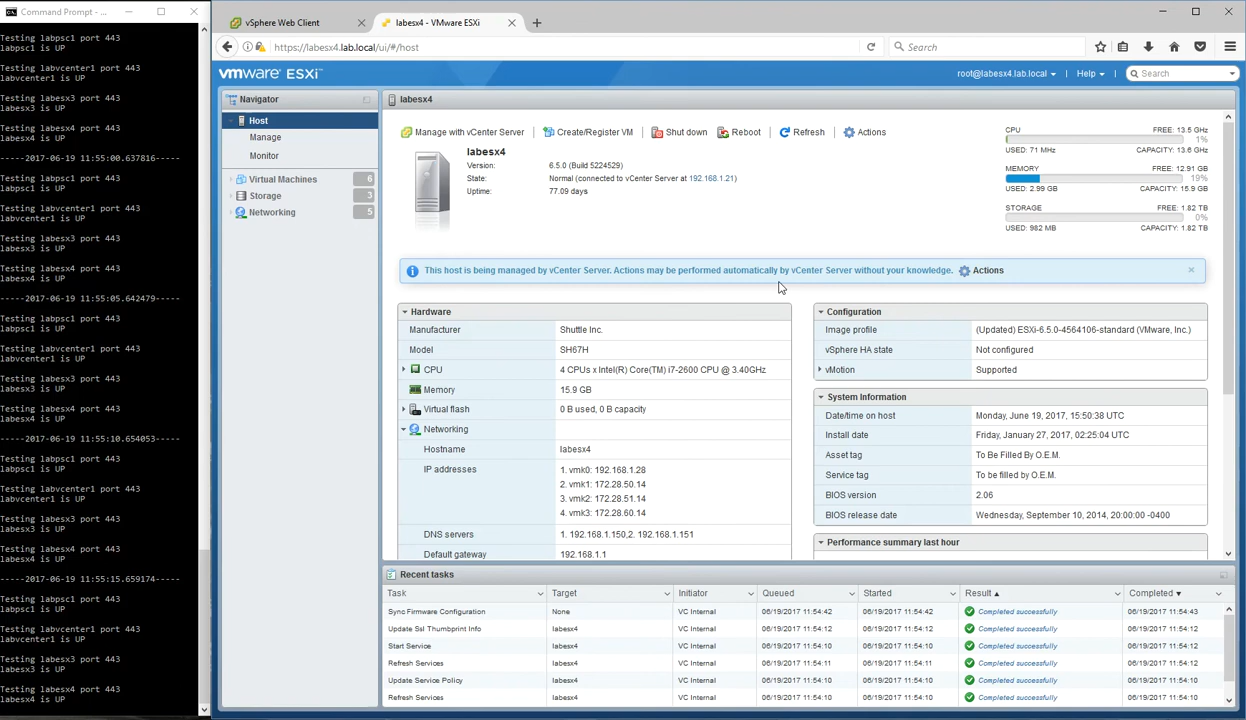 Command Prompt - ...
Testing labpsc1 port 443
labpsc1 is UP
Testing labvcenter1 port 443
labvcenter1 is UP
Testing labesx3 port 443
labesx3 is UP
Testing labesx4 port 443
labesx4 is UP
-----2017-06-19 11:55:00.637816-----
Testing labpsc1 port 443
labpsc1 is UP
Testing labvcenter1 port 443
labvcenter1 is UP
Testing labesx3 port 443
labesx3 is UP
Testing labesx4 port 443
labesx4 is UP
-----2017-06-19 11:55:05.642479-----
Testing labpsc1 port 443
labpsc1 is UP
Testing labvcenter1 port 443
labvcenter1 is UP
Testing labesx3 port 443
labesx3 is UP
Testing labesx4 port 443
labesx4 is UP
-----2017-06-19 11:55:10.654053-----
Testing labpsc1 port 443
labpsc1 is UP
Testing labvcenter1 port 443
labvcenter1 is UP
Testing labesx3 port 443
labesx3 is UP
Testing labesx4 port 443
labesx4 is UP
-----2017-06-19 11:55:15.659174-----
Testing labpsc1 port 443
labpsc1 is UP
Testing labvcenter1 port 443
labvcenter1 is UP
Testing labesx3 port 443
labesx3 is UP
Testing labesx4 port 443
labesx4 is UP
vSphere Web Client
labesx4 - VMware ESXi
https://labesx4.lab.local/ui/#/host
Search
vmware ESXi™
root@labesx4.lab.local
Help
Search
Navigator
Host
Manage
Monitor
Virtual Machines 6
Storage 3
Networking 5
labesx4
Manage with vCenter Server
Create/Register VM
Shut down
Reboot
Refresh
Actions
labesx4
Version: 6.5.0 (Build 5224529)
State: Normal (connected to vCenter Server at 192.168.1.21)
Uptime: 77.09 days
CPU FREE: 13.5 GHz
1%
USED: 71 MHz CAPACITY: 13.6 GHz
MEMORY FREE: 12.91 GB
19%
USED: 2.99 GB CAPACITY: 15.9 GB
STORAGE FREE: 1.82 TB
0%
USED: 982 MB CAPACITY: 1.82 TB
This host is being managed by vCenter Server. Actions may be performed automatically by vCenter Server without your knowledge. Actions
Hardware
Manufacturer Shuttle Inc.
Model SH67H
CPU 4 CPUs x Intel(R) Core(TM) i7-2600 CPU @ 3.40GHz
Memory 15.9 GB
Virtual flash 0 B used, 0 B capacity
Networking
Hostname labesx4
IP addresses 1. vmk0: 192.168.1.28
2. vmk1: 172.28.50.14
3. vmk2: 172.28.51.14
4. vmk3: 172.28.60.14
DNS servers 1. 192.168.1.150,2. 192.168.1.151
Default gateway 192.168.1.1
Configuration
Image profile (Updated) ESXi-6.5.0-4564106-standard (VMware, Inc.)
vSphere HA state Not configured
vMotion Supported
System Information
Date/time on host Monday, June 19, 2017, 15:50:38 UTC
Install date Friday, January 27, 2017, 02:25:04 UTC
Asset tag To Be Filled By O.E.M.
Service tag To be filled by O.E.M.
BIOS version 2.06
BIOS release date Wednesday, September 10, 2014, 20:00:00 -0400
Performance summary last hour
Recent tasks
Task Target Initiator Queued Started Result Completed
Sync Firmware Configuration None VC Internal 06/19/2017 11:54:42 06/19/2017 11:54:42 Completed successfully 06/19/2017 11:54:43
Update Ssl Thumbprint Info labesx4 VC Internal 06/19/2017 11:54:12 06/19/2017 11:54:12 Completed successfully 06/19/2017 11:54:12
Start Service labesx4 VC Internal 06/19/2017 11:54:10 06/19/2017 11:54:10 Completed successfully 06/19/2017 11:54:12
Refresh Services labesx4 VC Internal 06/19/2017 11:54:11 06/19/2017 11:54:11 Completed successfully 06/19/2017 11:54:12
Update Service Policy labesx4 VC Internal 06/19/2017 11:54:10 06/19/2017 11:54:10 Completed successfully 06/19/2017 11:54:10
Refresh Services labesx4 VC Internal 06/19/2017 11:54:10 06/19/2017 11:54:10 Completed successfully 06/19/2017 11:54:10